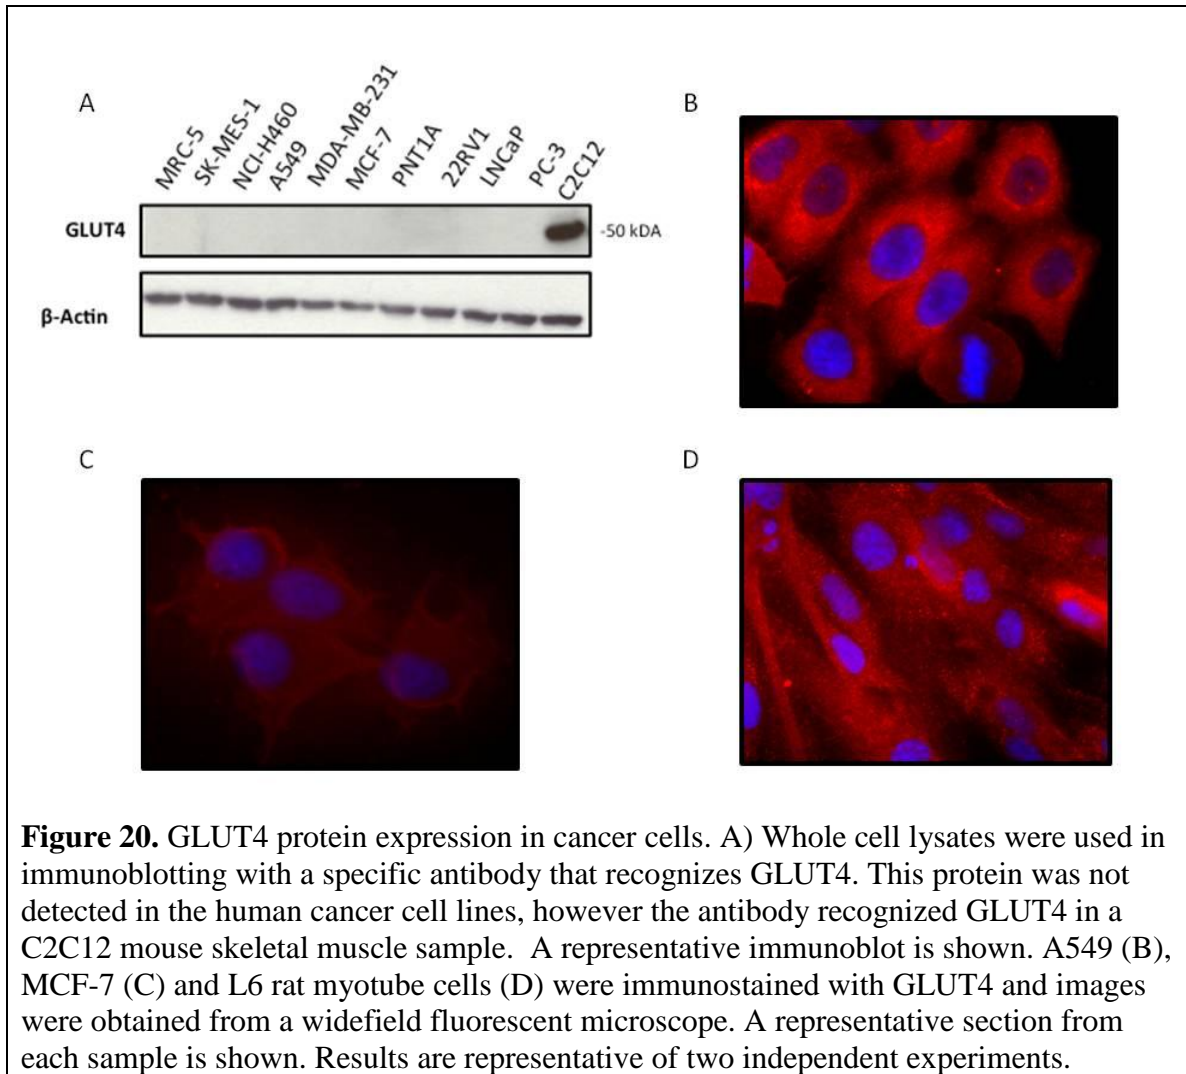 A
B
MRC-5
SK-MES-1
NCI-H460
A549
MDA-MB-231
MCF-7
PNT1A
22RV1
LNCaP
PC-3
C2C12
GLUT4
-50 kDA
β-Actin
C
D
Figure 20. GLUT4 protein expression in cancer cells. A) Whole cell lysates were used in
immunoblotting with a specific antibody that recognizes GLUT4. This protein was not
detected in the human cancer cell lines, however the antibody recognized GLUT4 in a
C2C12 mouse skeletal muscle sample.  A representative immunoblot is shown. A549 (B),
MCF-7 (C) and L6 rat myotube cells (D) were immunostained with GLUT4 and images
were obtained from a widefield fluorescent microscope. A representative section from
each sample is shown. Results are representative of two independent experiments.